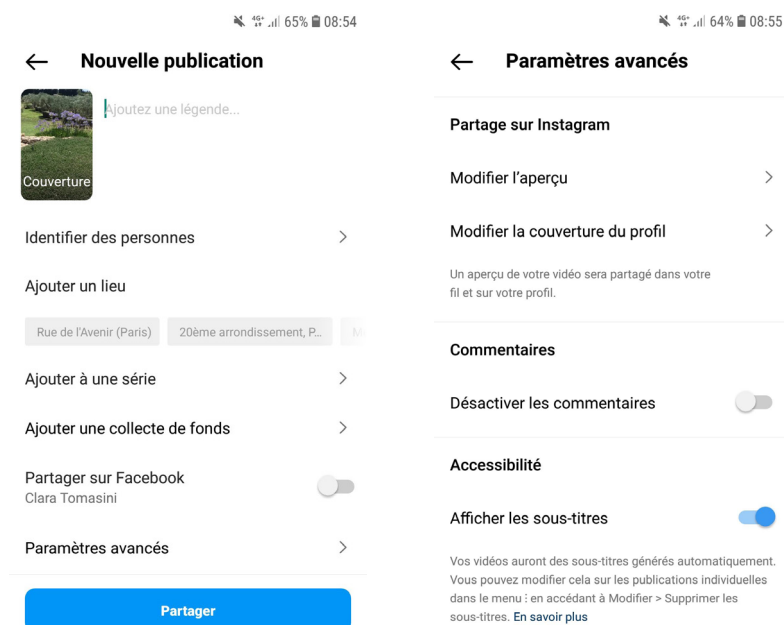 4G+ 65% 08:54
Nouvelle publication
Ajoutez une légende...
Couverture
Identifier des personnes
Ajouter un lieu
Rue de l'Avenir (Paris) 20ème arrondissement, P... M
Ajouter à une série
Ajouter une collecte de fonds
Partager sur Facebook
Clara Tomasini
Paramètres avancés
Partager
4G+ 64% 08:55
Paramètres avancés
Partage sur Instagram
Modifier l'aperçu
Modifier la couverture du profil
Un aperçu de votre vidéo sera partagé dans votre
fil et sur votre profil.
Commentaires
Désactiver les commentaires
Accessibilité
Afficher les sous-titres
Vos vidéos auront des sous-titres générés automatiquement.
Vous pouvez modifier cela sur les publications individuelles
dans le menu ⋮ en accédant à Modifier > Supprimer les
sous-titres. En savoir plus